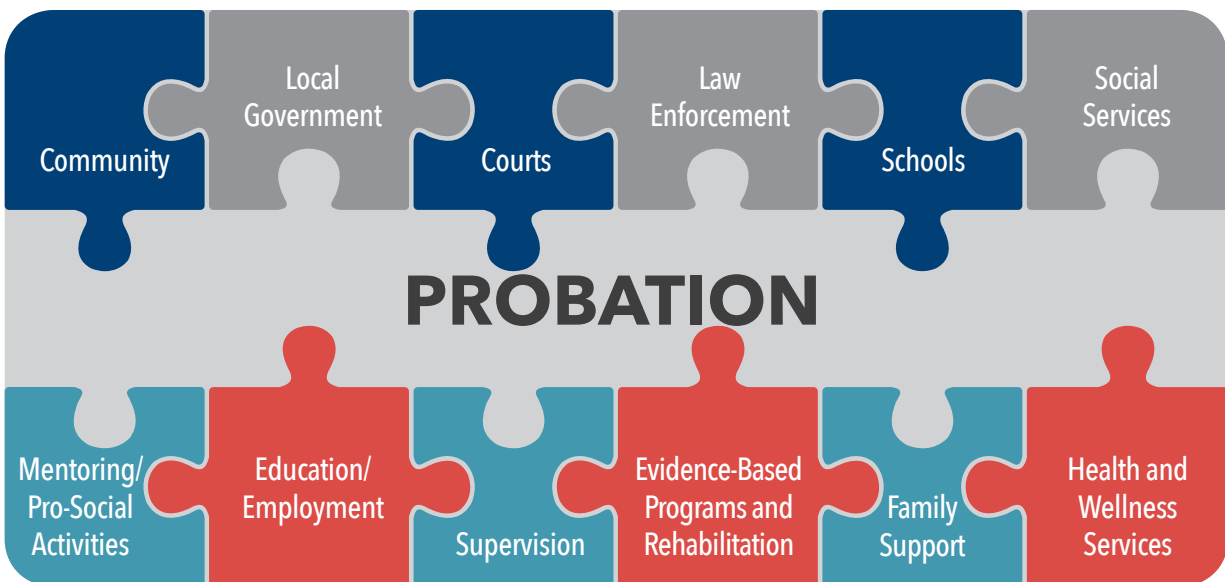 Community
Local
Government
Courts
Law
Enforcement
Schools
Social
Services
PROBATION
Mentoring/
Pro-Social
Activities
Education/
Employment
Supervision
Evidence-Based
Programs and
Rehabilitation
Family
Support
Health and
Wellness
Services